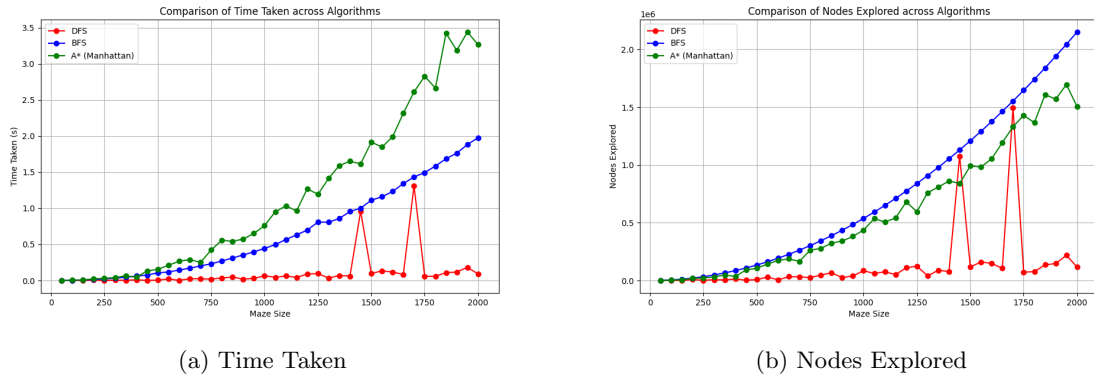 Comparison of Time Taken across Algorithms
DFS
BFS
A* (Manhattan)
Time Taken (s)
3.5
3.0
2.5
2.0
1.5
1.0
0.5
0.0
0 250 500 750 1000 1250 1500 1750 2000
Maze Size
(a) Time Taken
Comparison of Nodes Explored across Algorithms
1e6
DFS
BFS
A* (Manhattan)
Nodes Explored
2.0
1.5
1.0
0.5
0.0
0 250 500 750 1000 1250 1500 1750 2000
Maze Size
(b) Nodes Explored